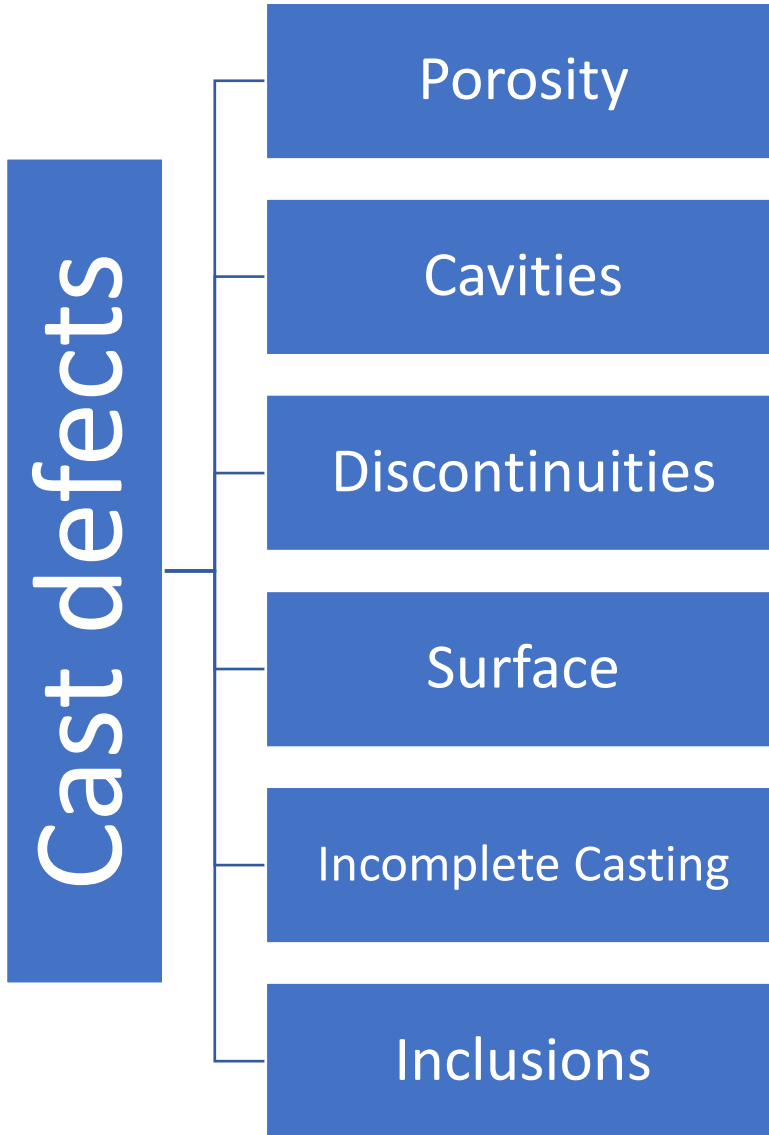 Cast defects
Porosity
Cavities
Discontinuities
Surface
Incomplete Casting
Inclusions